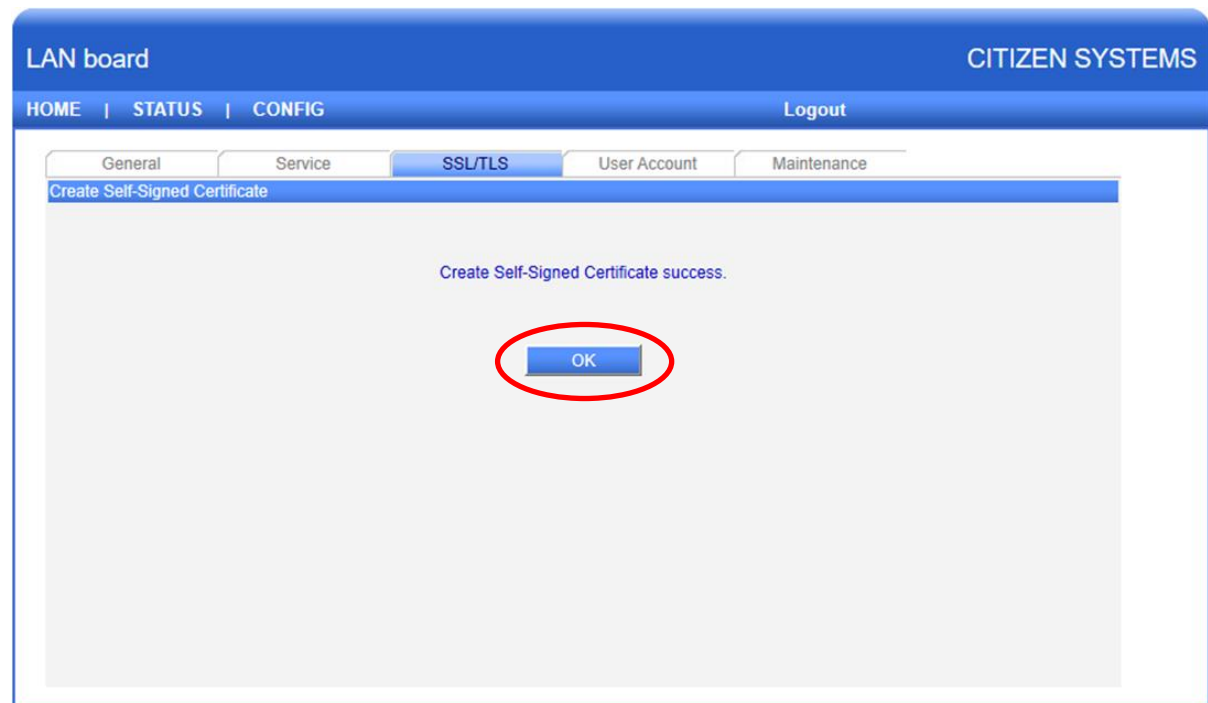 LAN board CITIZEN SYSTEMS
HOME | STATUS | CONFIG Logout
General Service SSL/TLS User Account Maintenance
Create Self-Signed Certificate
Create Self-Signed Certificate success.
OK